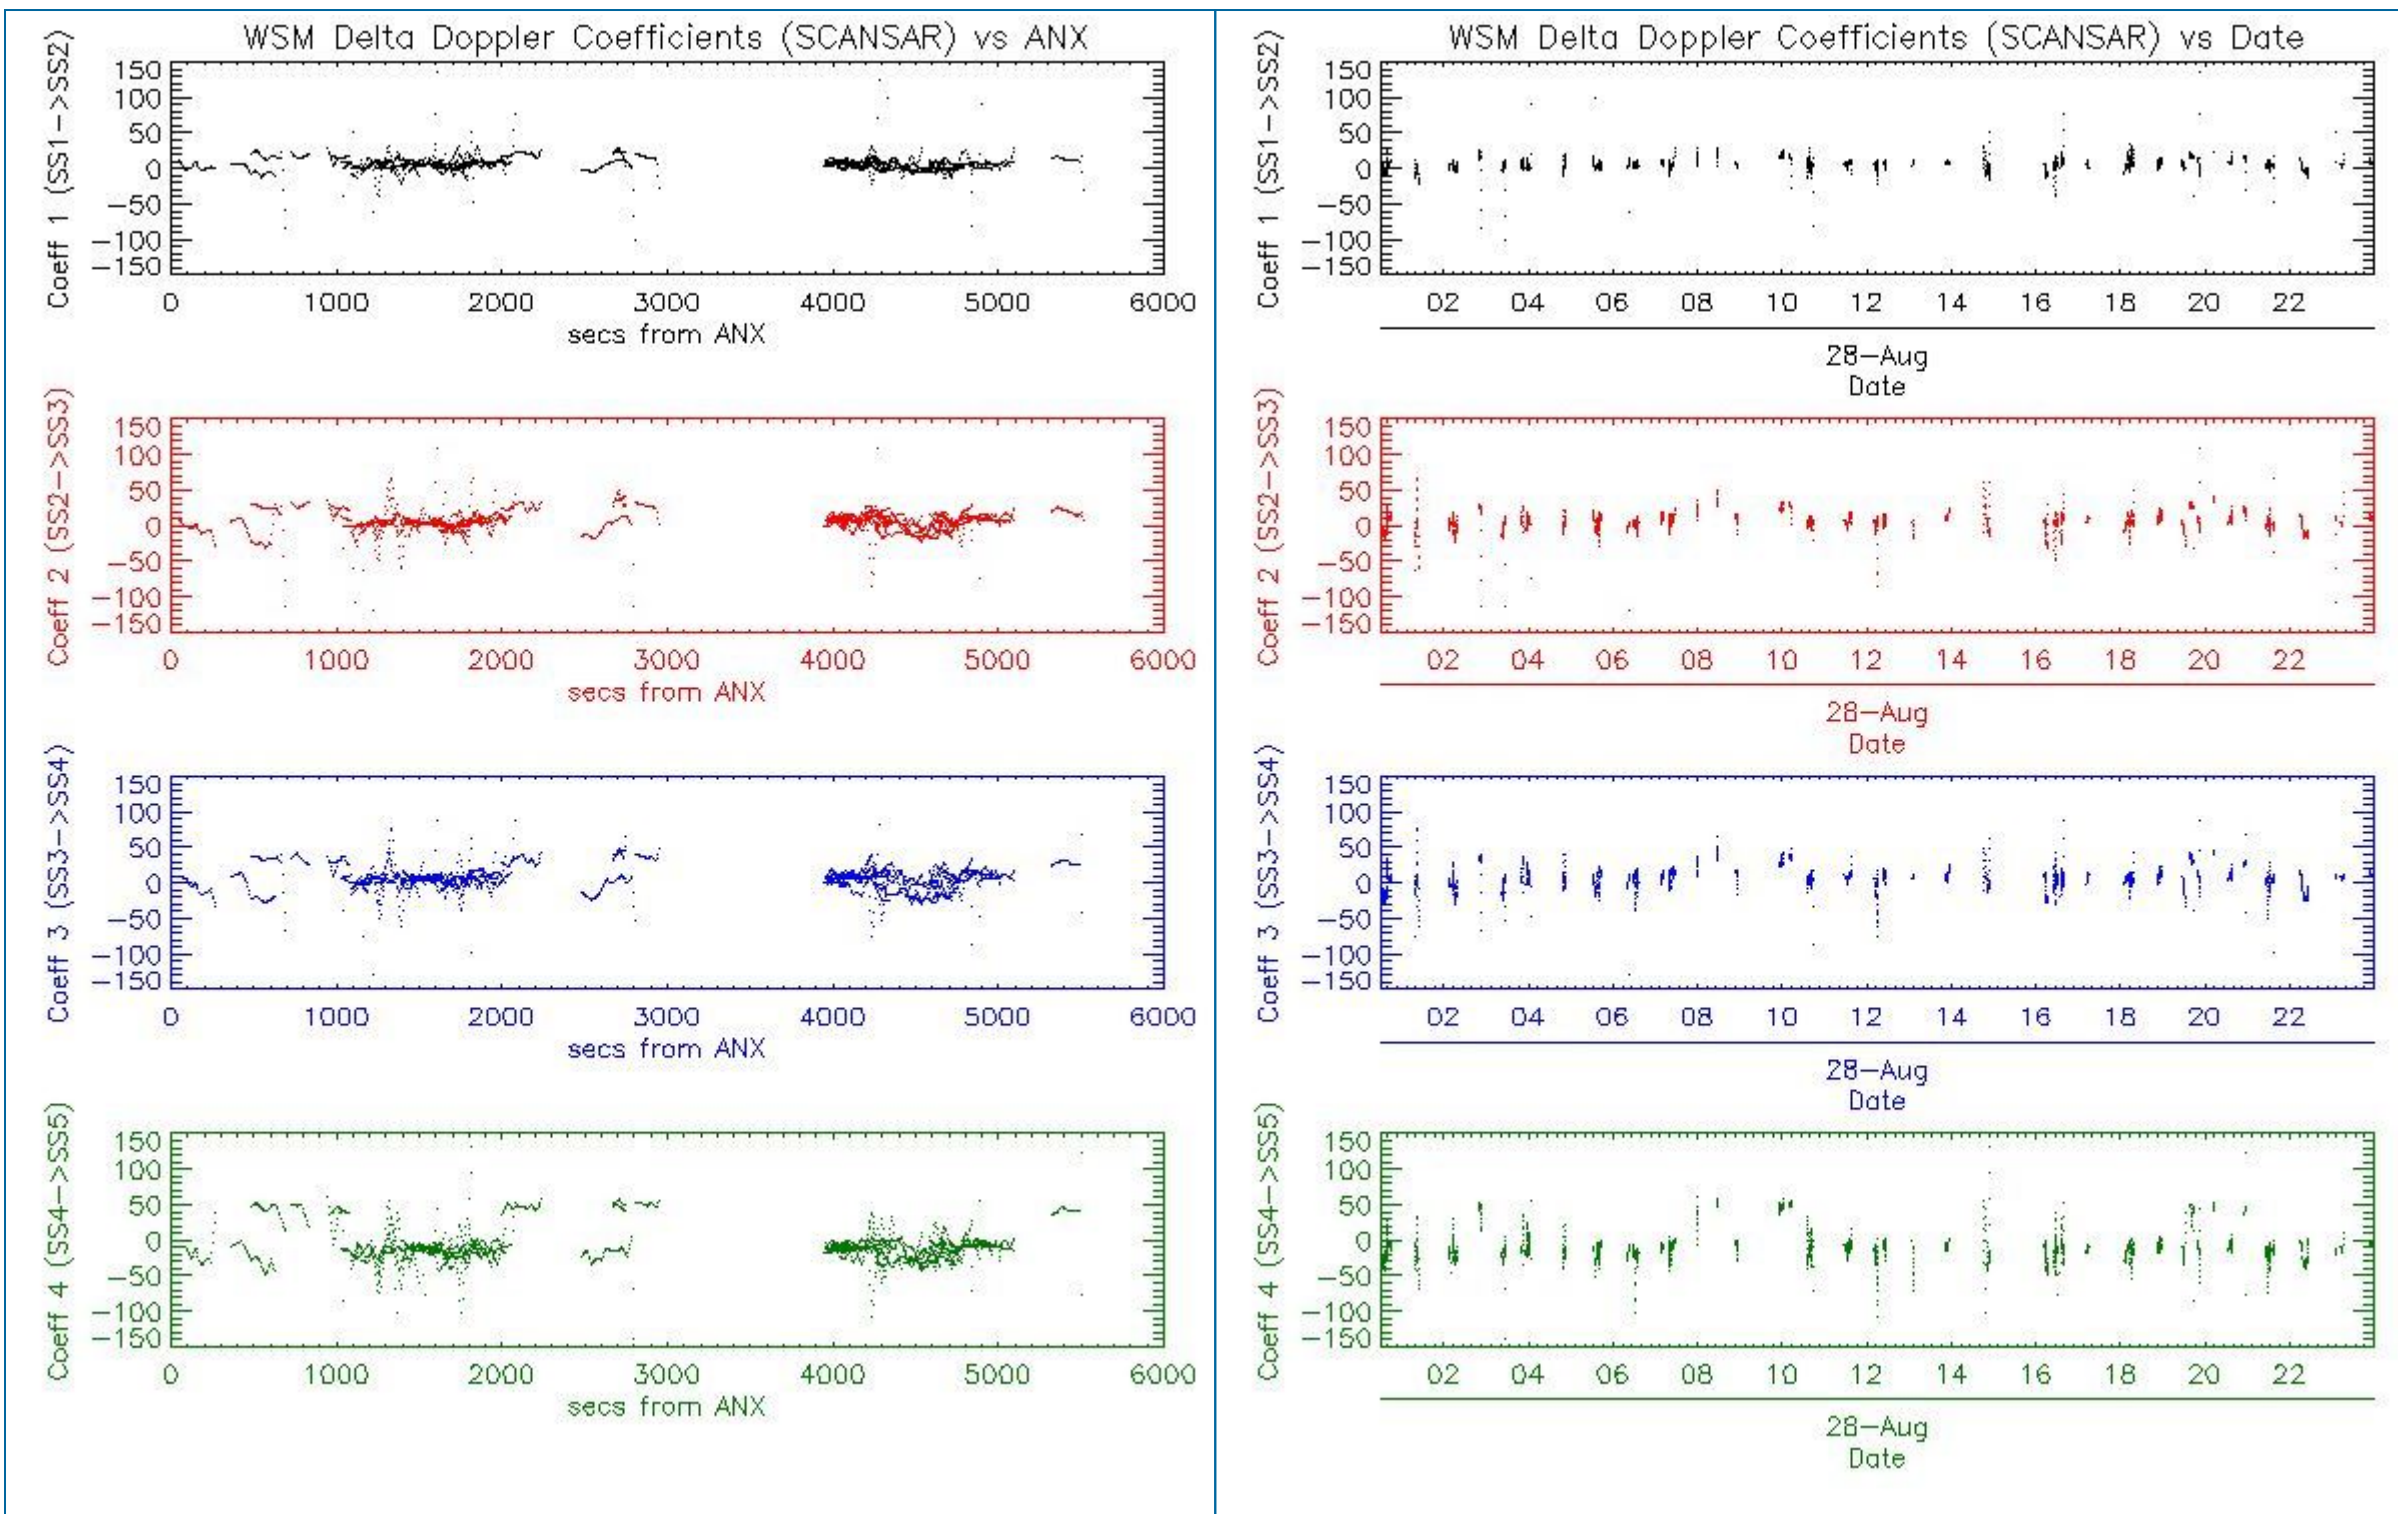 WSM Delta Doppler Coefficients (SCANSAR) vs ANX
Coeff 1 (SS1->SS2)
150
100
50
0
-50
-100
-150
0 1000 2000 3000 4000 5000 6000
secs from ANX
Coeff 2 (SS2->SS3)
150
100
50
0
-50
-100
-150
0 1000 2000 3000 4000 5000 6000
secs from ANX
Coeff 3 (SS3->SS4)
150
100
50
0
-50
-100
-150
0 1000 2000 3000 4000 5000 6000
secs from ANX
Coeff 4 (SS4->SS5)
150
100
50
0
-50
-100
-150
0 1000 2000 3000 4000 5000 6000
secs from ANX
WSM Delta Doppler Coefficients (SCANSAR) vs Date
Coeff 1 (SS1->SS2)
150
100
50
0
-50
-100
-150
02 04 06 08 10 12 14 16 18 20 22
28-Aug
Date
Coeff 2 (SS2->SS3)
150
100
50
0
-50
-100
-150
02 04 06 08 10 12 14 16 18 20 22
28-Aug
Date
Coeff 3 (SS3->SS4)
150
100
50
0
-50
-100
-150
02 04 06 08 10 12 14 16 18 20 22
28-Aug
Date
Coeff 4 (SS4->SS5)
150
100
50
0
-50
-100
-150
02 04 06 08 10 12 14 16 18 20 22
28-Aug
Date